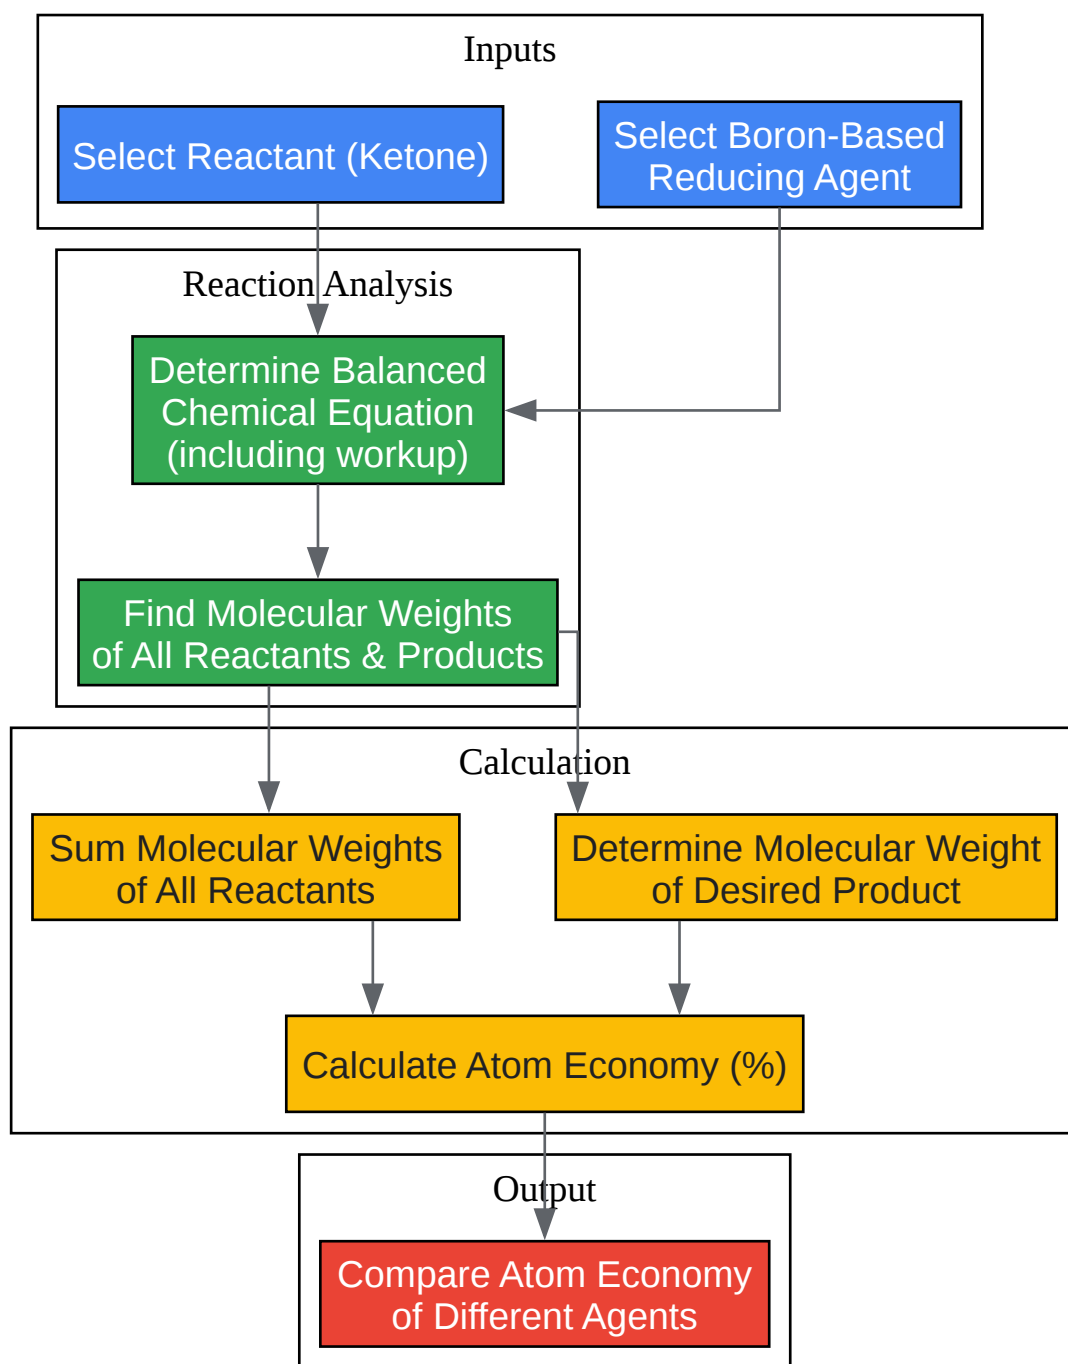 Inputs
Select Reactant (Ketone)
Select Boron-Based
Reducing Agent
Reaction Analysis
Determine Balanced
Chemical Equation
(including workup)
Find Molecular Weights
of All Reactants & Products
Calculation
Sum Molecular Weights
of All Reactants
Determine Molecular Weight
of Desired Product
Calculate Atom Economy (%)
Output
Compare Atom Economy
of Different Agents